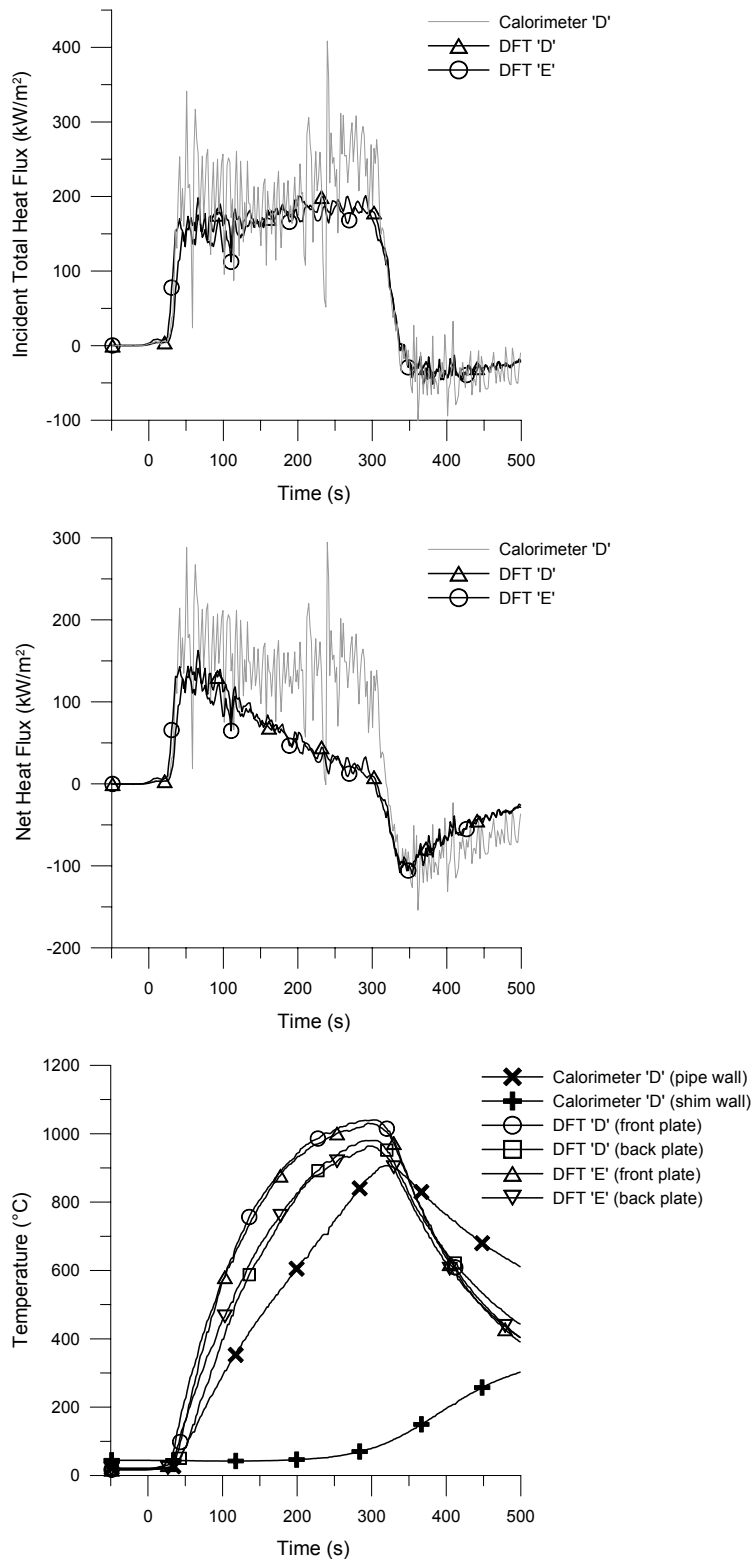 Calorimeter 'D'
DFT 'D'
DFT 'E'
400
300
200
100
0
-100
Incident Total Heat Flux (kW/m²)
0 100 200 300 400 500
Time (s)
Calorimeter 'D'
DFT 'D'
DFT 'E'
300
200
100
0
-100
-200
Net Heat Flux (kW/m²)
0 100 200 300 400 500
Time (s)
Calorimeter 'D' (pipe wall)
Calorimeter 'D' (shim wall)
DFT 'D' (front plate)
DFT 'D' (back plate)
DFT 'E' (front plate)
DFT 'E' (back plate)
1200
1000
800
600
400
200
0
Temperature (°C)
0 100 200 300 400 500
Time (s)